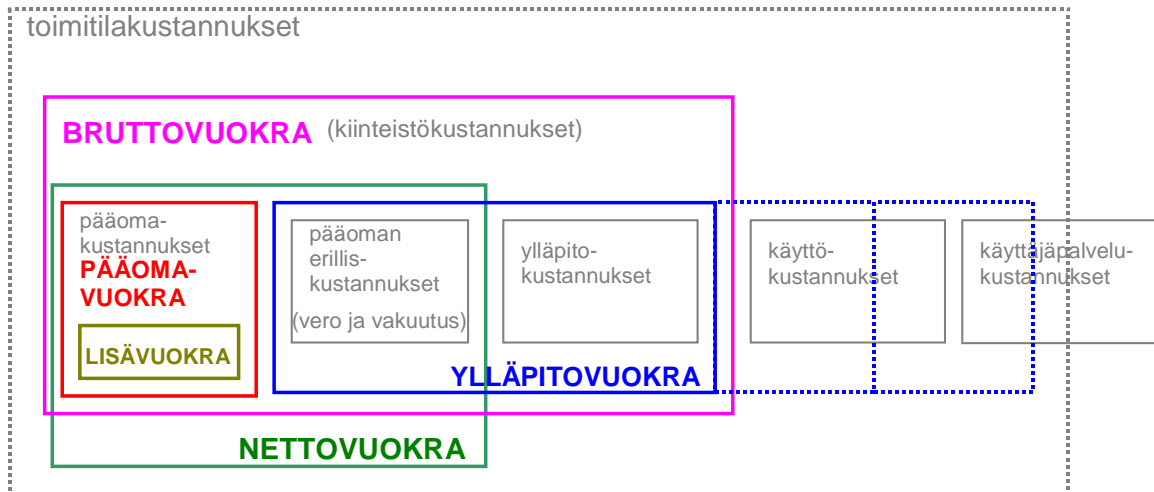 toimitilakustannukset
BRUTTOVUOKRA (kiinteistökustannukset)
pääoma-
kustannukset
PÄÄOMA-
VUOKRA
LISÄVUOKRA
pääoman
erillis-
kustannukset
(vero ja vakuutus)
ylläpito-
kustannukset
YLLÄPITOVUOKRA
käyttö-
kustannukset
käyttäjäpalvelu-
kustannukset
NETTOVUOKRA